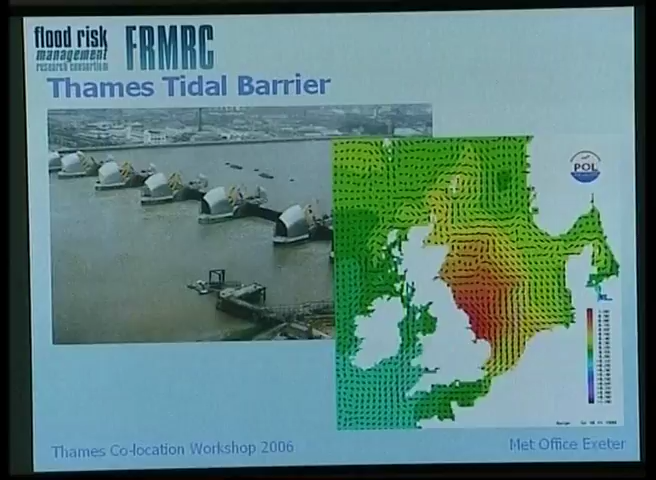 flood risk
management
research consortium
FRMRC
Thames Tidal Barrier
POL
Thames Co-location Workshop 2006
Met Office Exeter